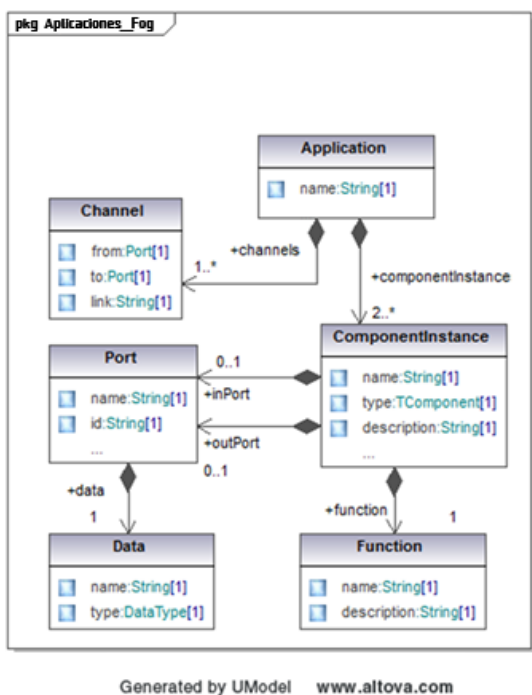 pkg Aplicaciones_Fog
Application
name:String[1]
Channel
from:Port[1]
to:Port[1]
link:String[1]
+channels
1..*
+componentInstance
2..*
ComponentInstance
name:String[1]
type:TComponent[1]
description:String[1]
...
Port
name:String[1]
id:String[1]
...
0..1
+inPort
+outPort
0..1
+data
1
+function
1
Data
name:String[1]
type:DataType[1]
Function
name:String[1]
description:String[1]
Generated by UModel www.altova.com